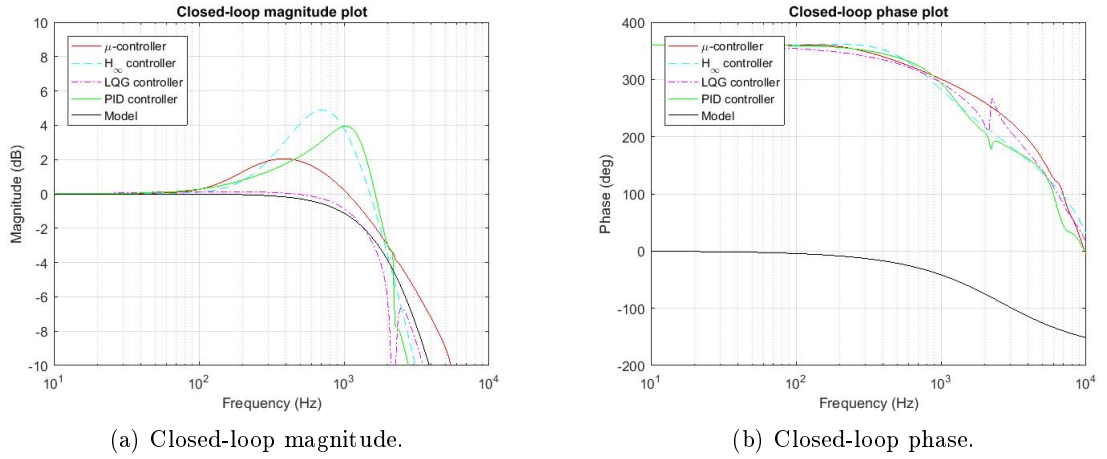 Closed-loop magnitude plot
μ-controller
H∞ controller
LQG controller
PID controller
Model
10
8
6
4
2
0
-2
-4
-6
-8
-10
Magnitude (dB)
10^1
10^2
10^3
10^4
Frequency (Hz)
(a) Closed-loop magnitude.
Closed-loop phase plot
μ-controller
H∞ controller
LQG controller
PID controller
Model
400
300
200
100
0
-100
-200
Phase (deg)
10^1
10^2
10^3
10^4
Frequency (Hz)
(b) Closed-loop phase.